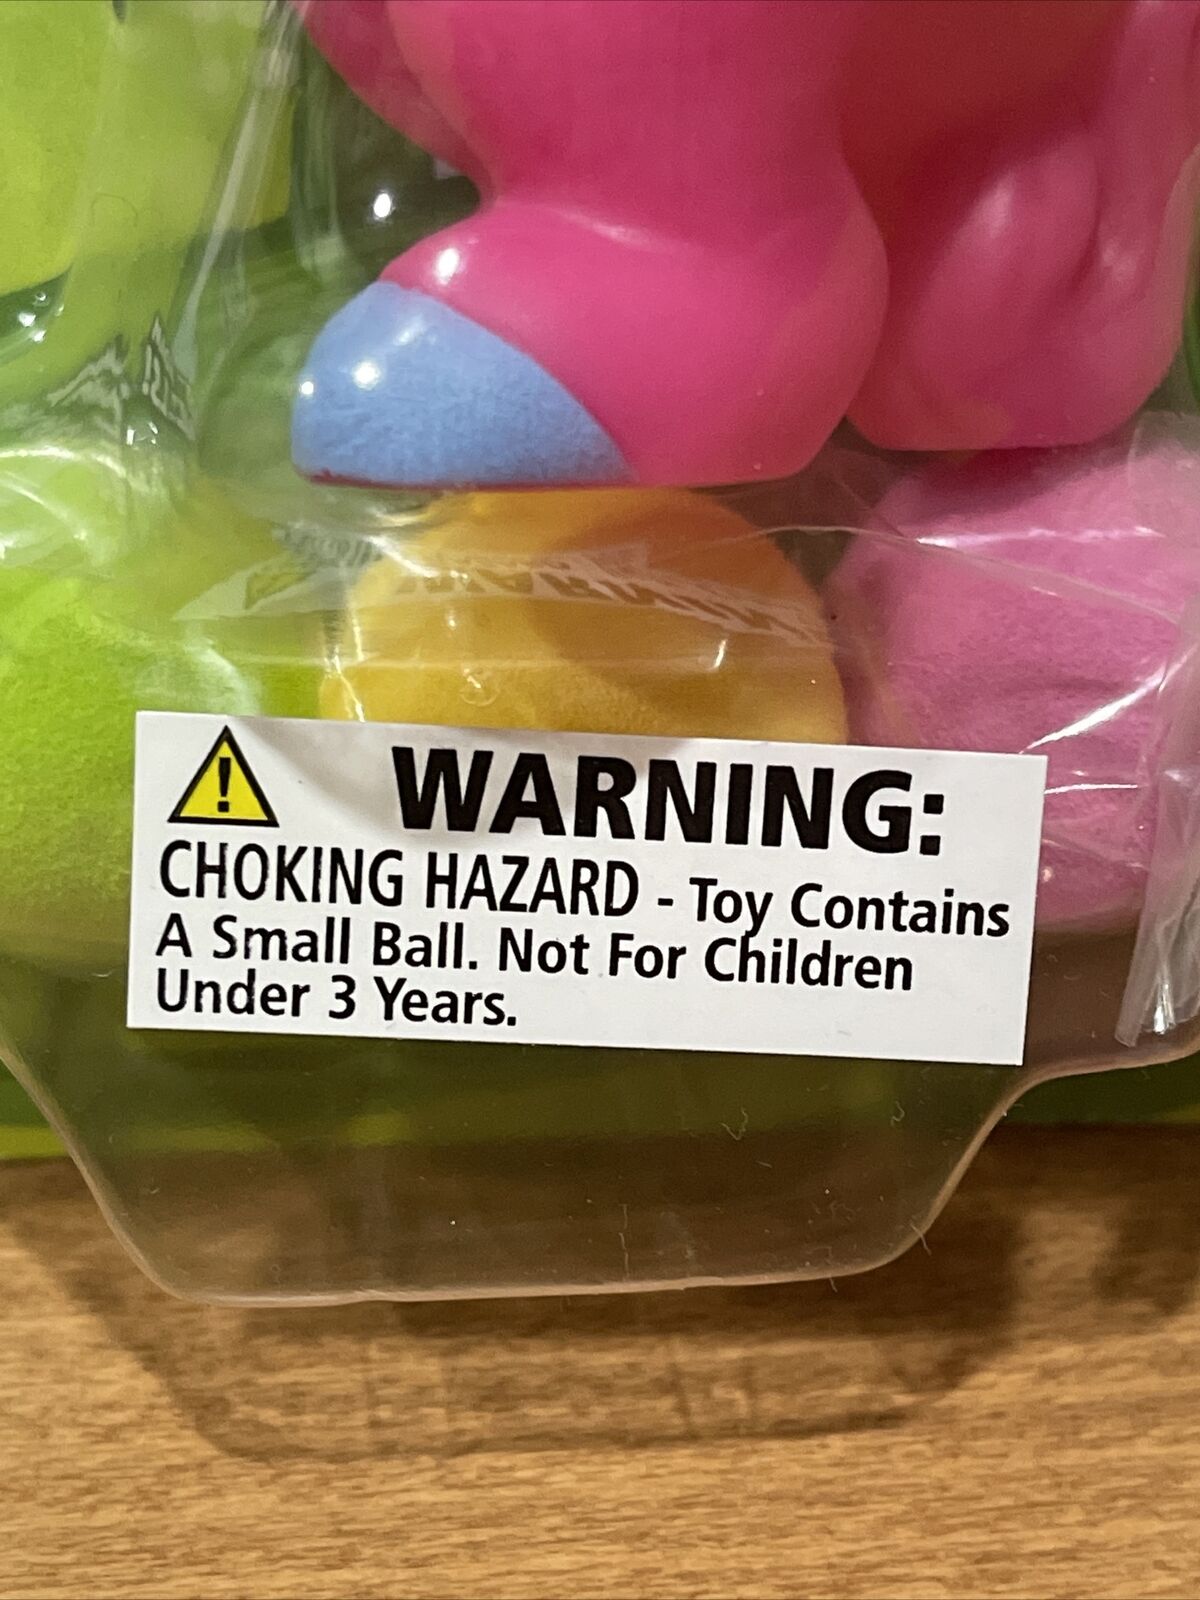 WARNING:
CHOKING HAZARD - Toy Contains
A Small Ball. Not For Children
Under 3 Years.